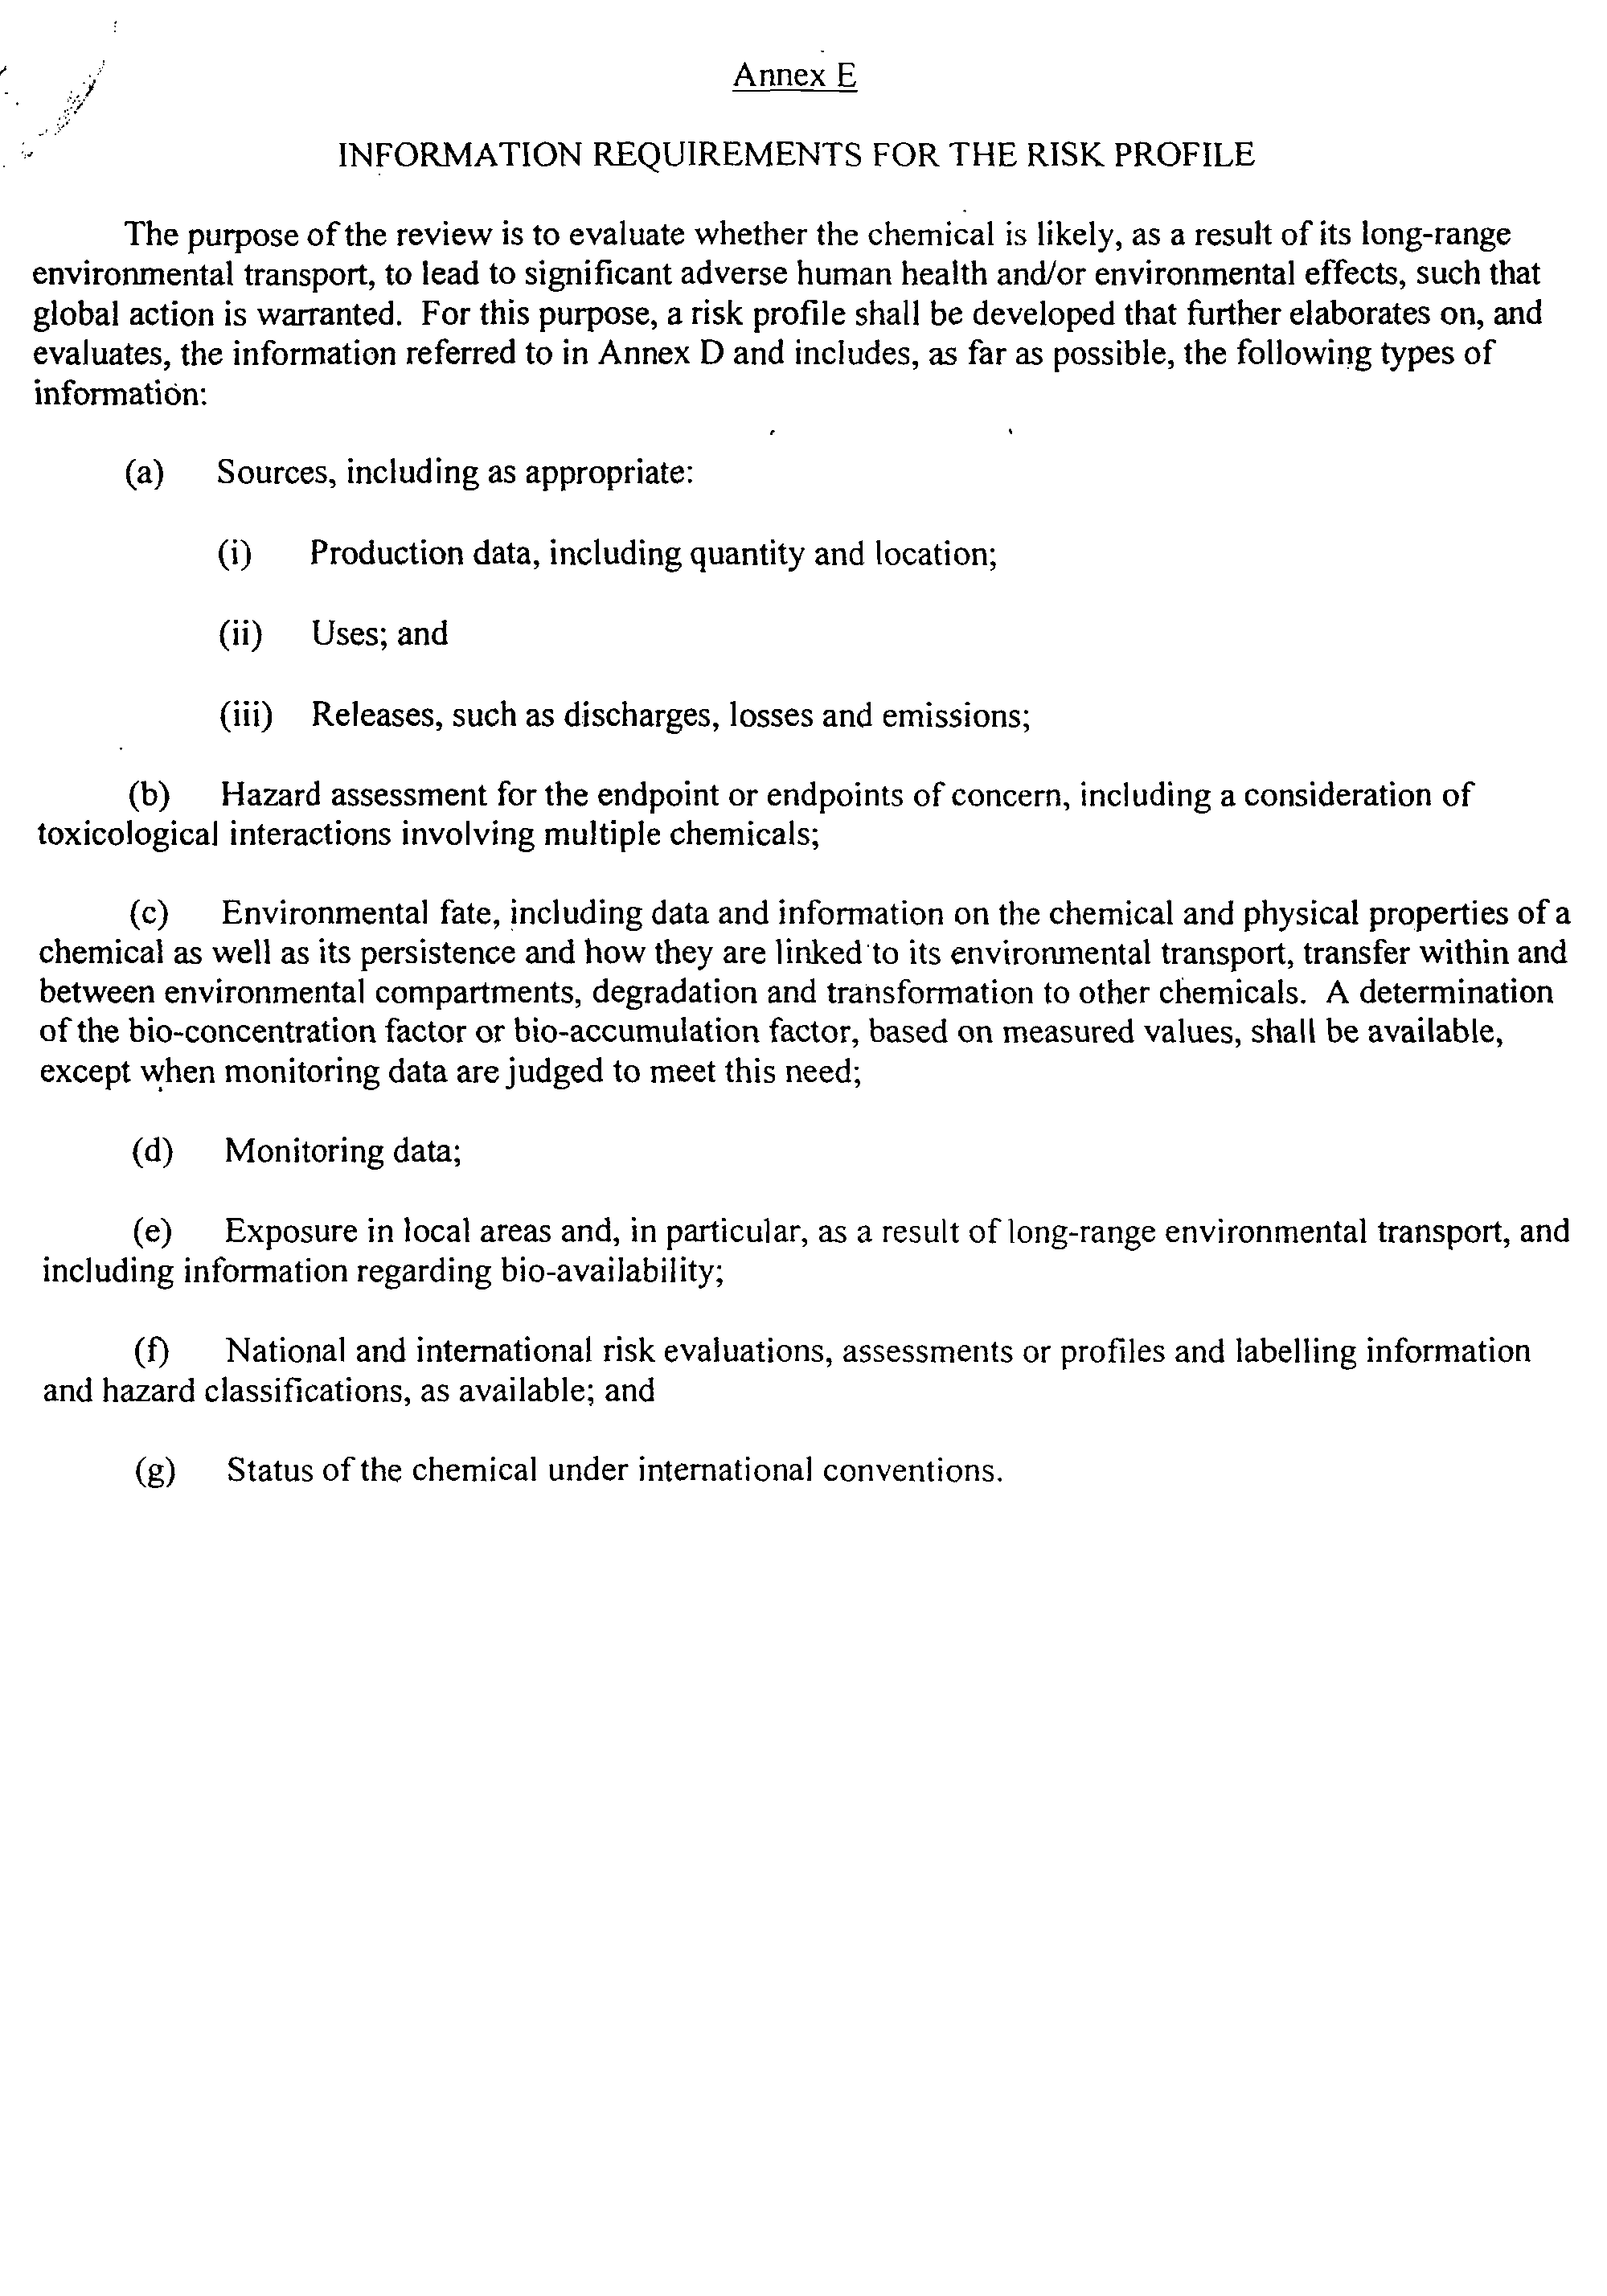 Annex E
INFORMATION REQUIREMENTS FOR THE RISK PROFILE
The purpose of the review is to evaluate whether the chemical is likely, as a result of its long-range
environmental transport, to lead to significant adverse human health and/or environmental effects, such that
global action is warranted. For this purpose, a risk profile shall be developed that further elaborates on, and
evaluates, the information referred to in Annex D and includes, as far as possible, the following types of
information:
(a) Sources, including as appropriate:
(i) Production data, including quantity and location;
(ii) Uses; and
(iii) Releases, such as discharges, losses and emissions;
(b) Hazard assessment for the endpoint or endpoints of concern, including a consideration of
toxicological interactions involving multiple chemicals;
(c) Environmental fate, including data and information on the chemical and physical properties of a
chemical as well as its persistence and how they are linked to its environmental transport, transfer within and
between environmental compartments, degradation and transformation to other chemicals. A determination
of the bio-concentration factor or bio-accumulation factor, based on measured values, shall be available,
except when monitoring data are judged to meet this need;
(d) Monitoring data;
(e) Exposure in local areas and, in particular, as a result of long-range environmental transport, and
including information regarding bio-availability;
(f) National and international risk evaluations, assessments or profiles and labelling information
and hazard classifications, as available; and
(g) Status of the chemical under international conventions.